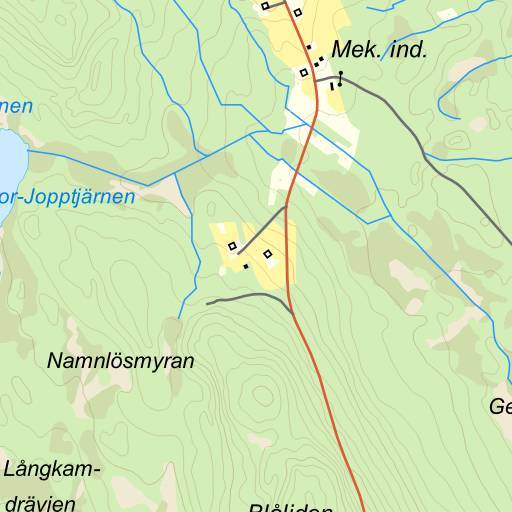 Mek. ind.
nen
or-Jopptjärnen
Namnlösmyran
Ge
Långkam-
drävien
Blåliden